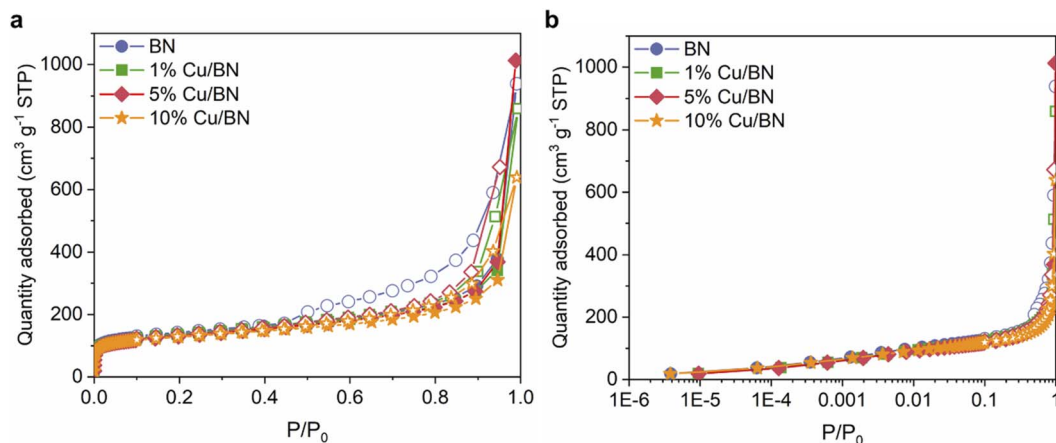 a
Quantity adsorbed (cm³ g⁻¹ STP)
1000
800
600
400
200
0
BN
1% Cu/BN
5% Cu/BN
10% Cu/BN
0.0 0.2 0.4 0.6 0.8 1.0
P/P₀
b
Quantity adsorbed (cm³ g⁻¹ STP)
1000
800
600
400
200
0
BN
1% Cu/BN
5% Cu/BN
10% Cu/BN
1E-6 1E-5 1E-4 0.001 0.01 0.1 1
P/P₀